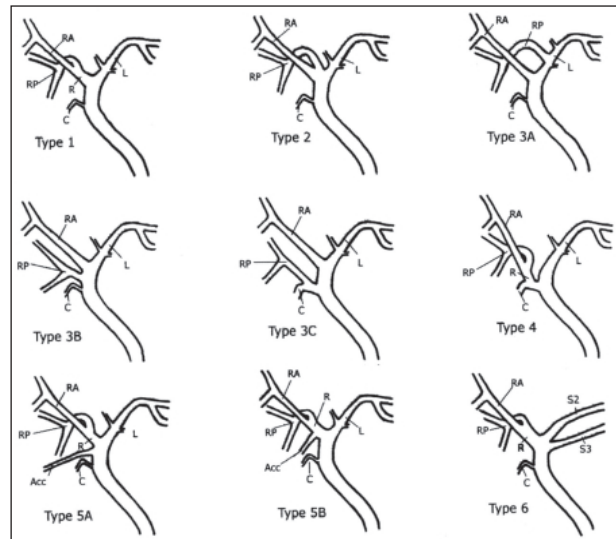 RA
RP
R
L
C
Type 1
RA
RP
L
C
Type 2
RA
RP
L
C
Type 3A
RA
RP
L
C
Type 3B
RA
RP
L
C
Type 3C
RA
RP
R
L
C
Type 4
RA
RP
R
L
Acc
C
Type 5A
RA
R
RP
L
Acc
C
Type 5B
RA
S2
RP
R
S3
C
Type 6